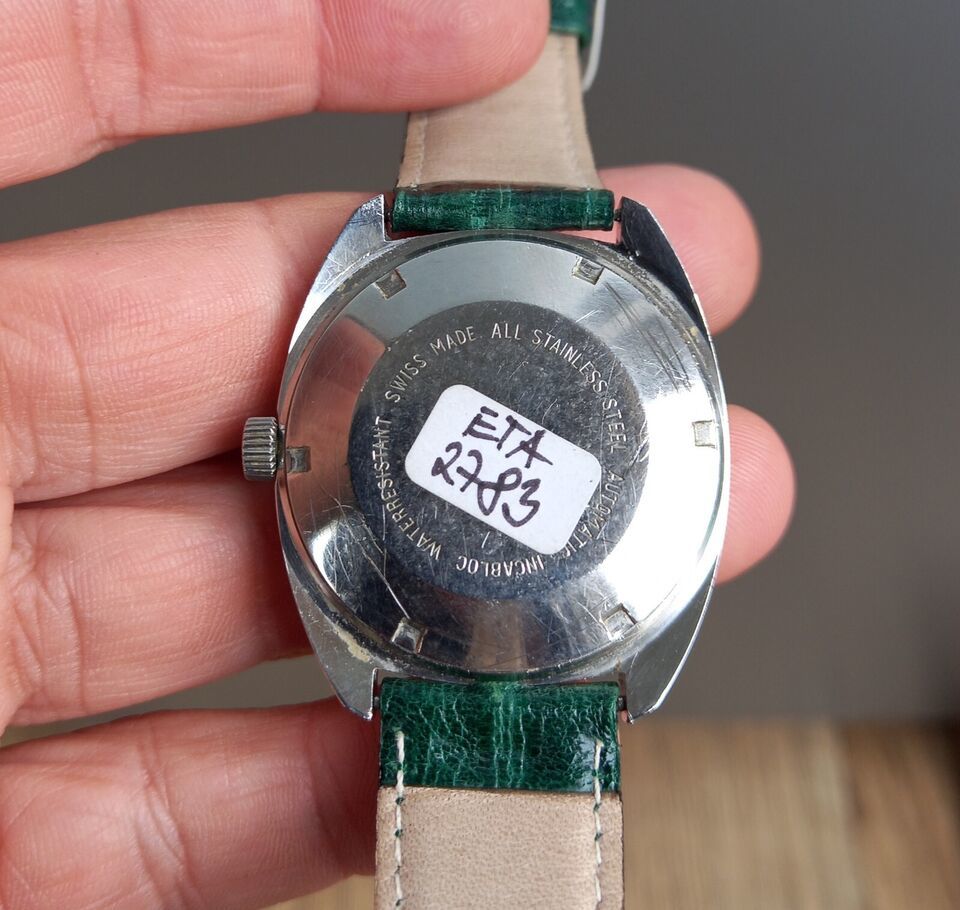 WATERRESISTANT SWISS MADE ALL STAINLESS STEEL AUTOMATIC INCABLOC
ETA
2783